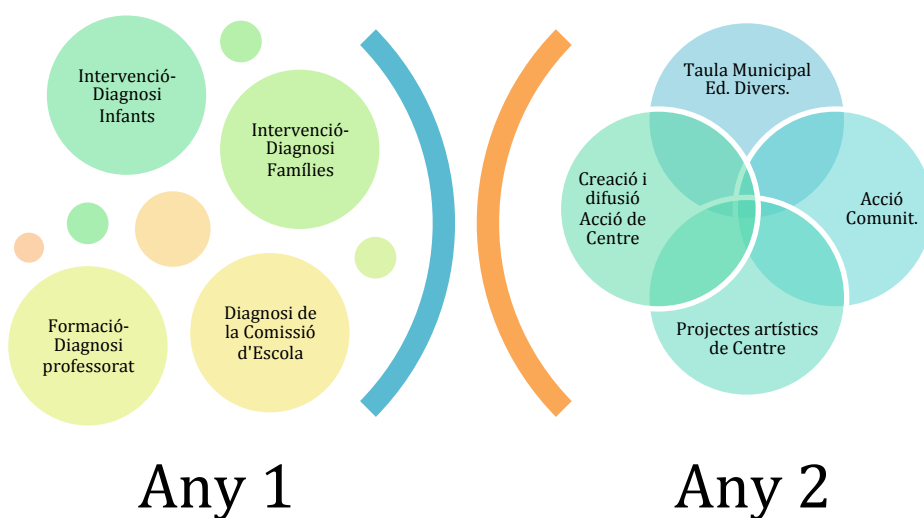 Intervenció-
Diagnosi
Infants
Intervenció-
Diagnosi
Famílies
Formació-
Diagnosi
professorat
Diagnosi de
la Comissió
d'Escola
Any 1
Taula Municipal
Ed. Divers.
Creació i
difusió
Acció de
Centre
Acció
Comunit.
Projectes artístics
de Centre
Any 2